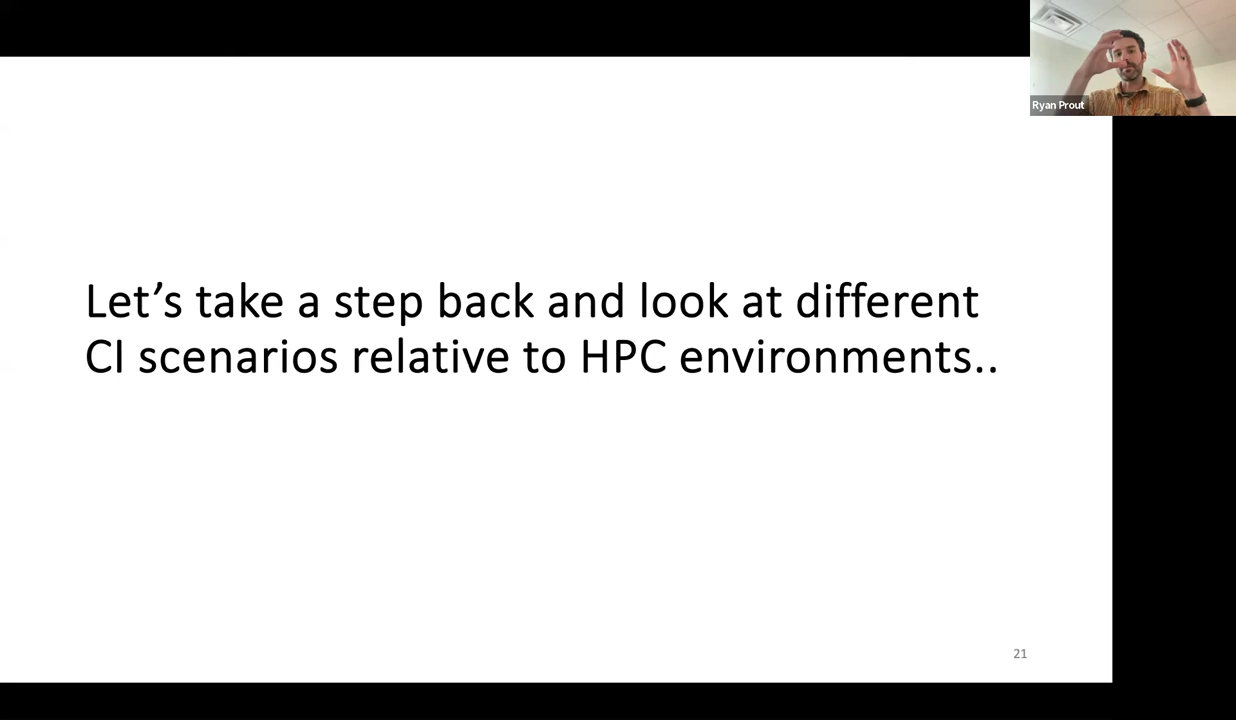 Ryan Prout
Let's take a step back and look at different
CI scenarios relative to HPC environments..
21